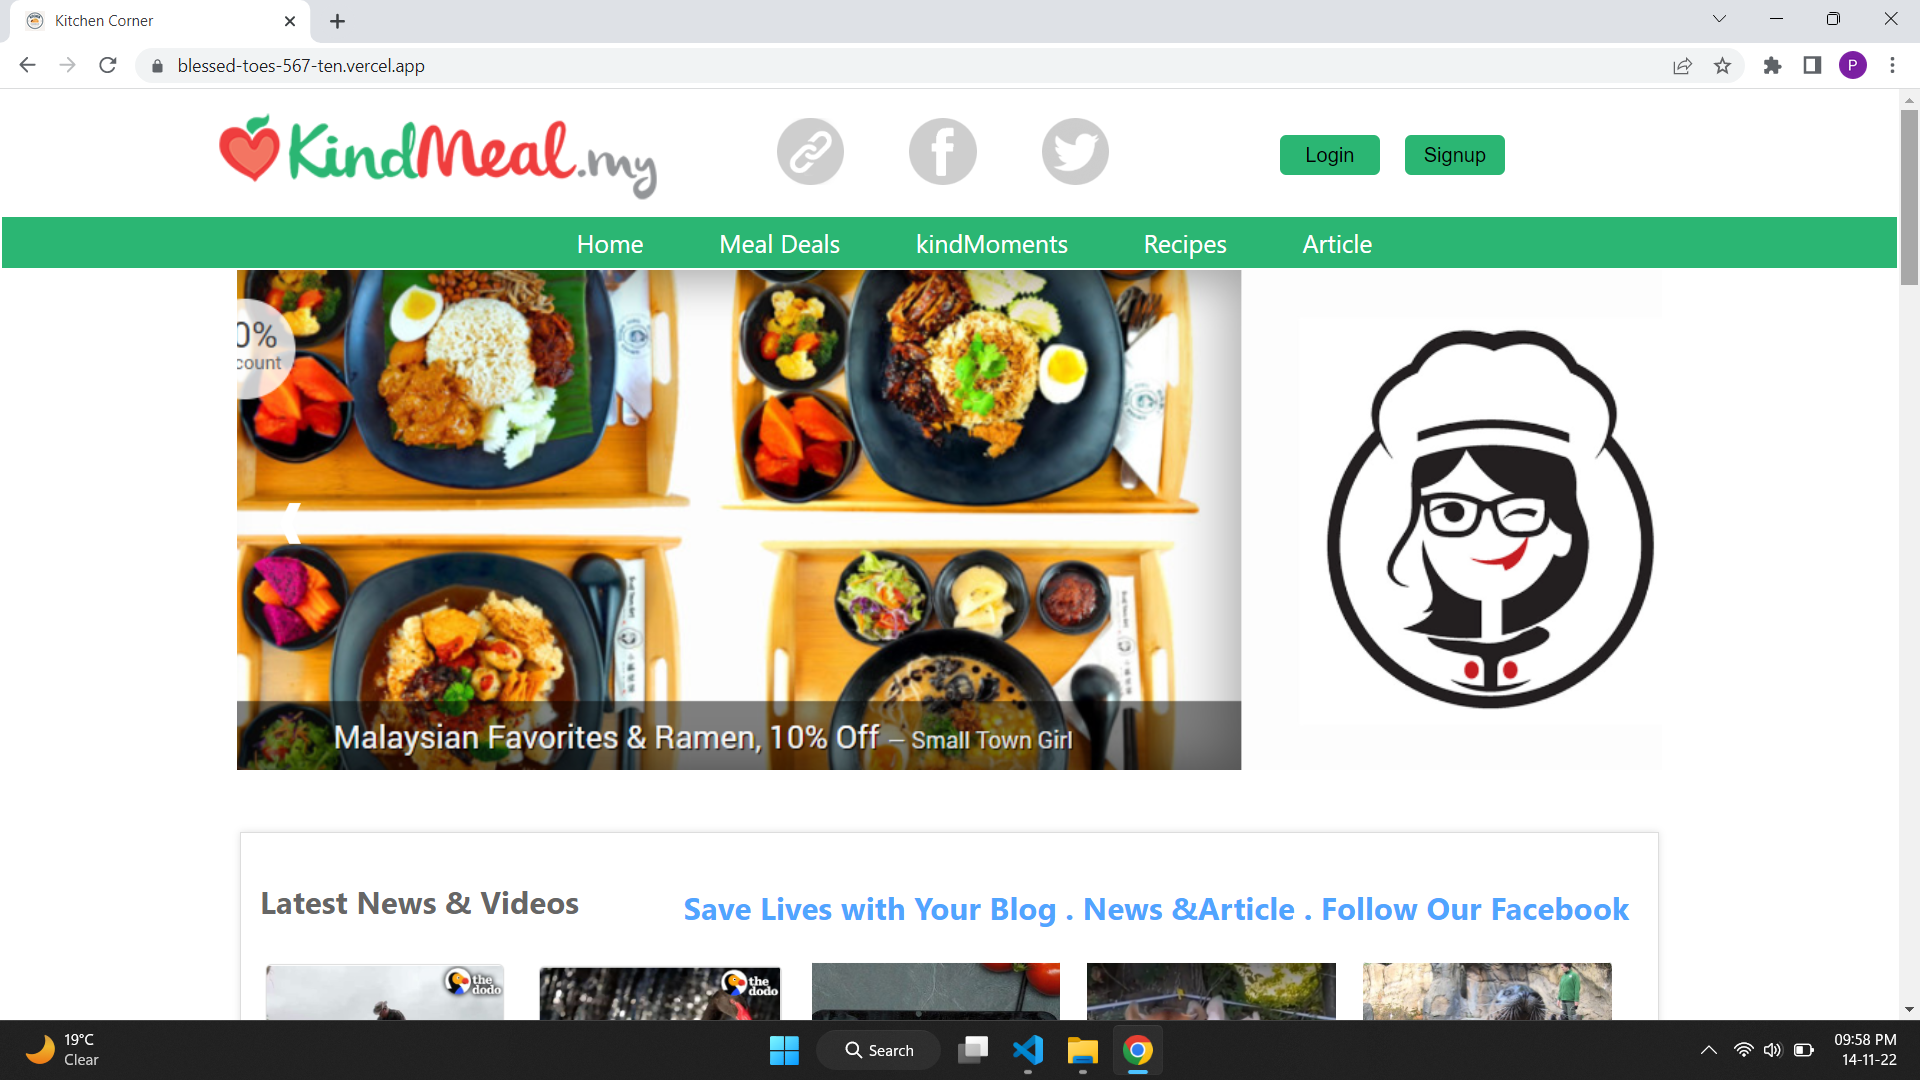 Kitchen Corner
blessed-toes-567-ten.vercel.app
P
KindMeal.my
Login
Signup
Home
Meal Deals
kindMoments
Recipes
Article
0%
count
Malaysian Favorites & Ramen, 10% Off – Small Town Girl
Latest News & Videos
Save Lives with Your Blog . News &Article . Follow Our Facebook
the dodo
the dodo
19°C
Clear
Search
09:58 PM
14-11-22